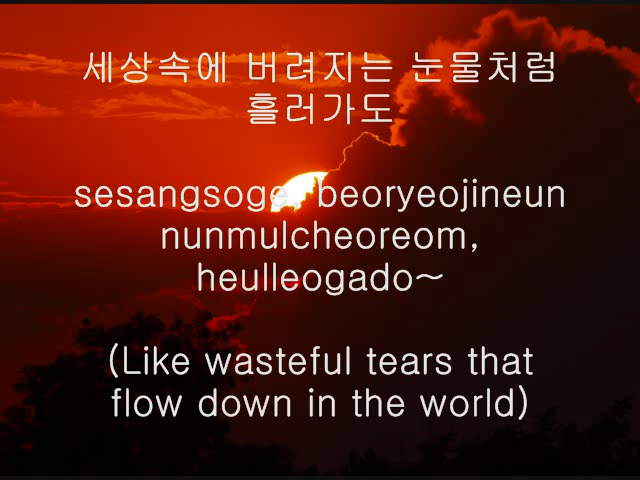 세상속에 버려지는 눈물처럼
흘러가도
sesangsoge, beoryeojineun
nunmulcheoreom,
heulleogado~
(Like wasteful tears that
flow down in the world)